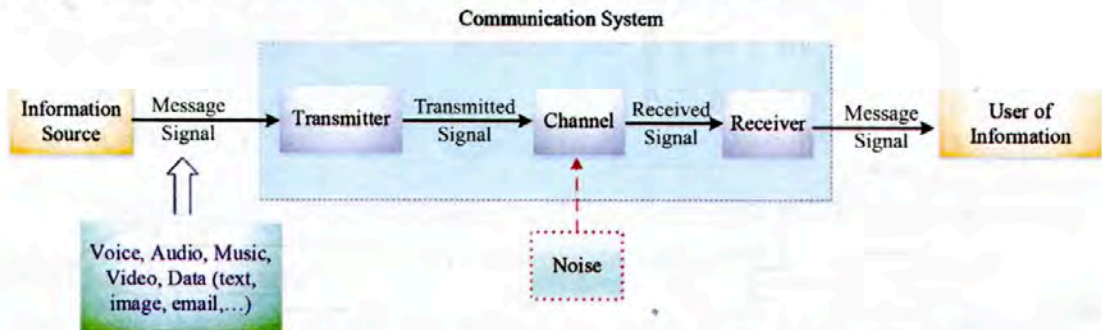 Communication System
Information
Source
Message
Signal
Transmitter
Transmitted
Signal
Channel
Received
Signal
Receiver
Message
Signal
User of
Information
Voice, Audio, Music,
Video, Data (text,
image, email,…)
Noise